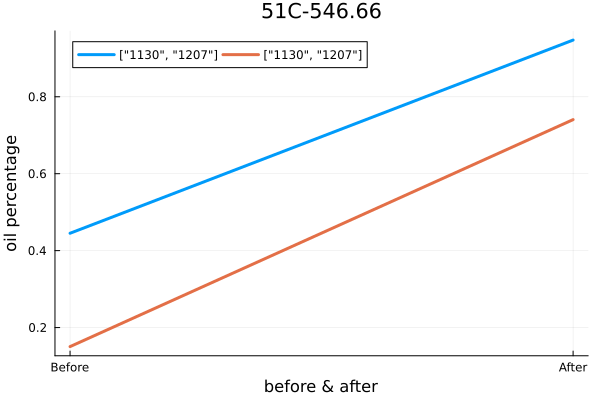 51C-546.66
["1130", "1207"] ["1130", "1207"]
oil percentage
0.8
0.6
0.4
0.2
Before After
before & after